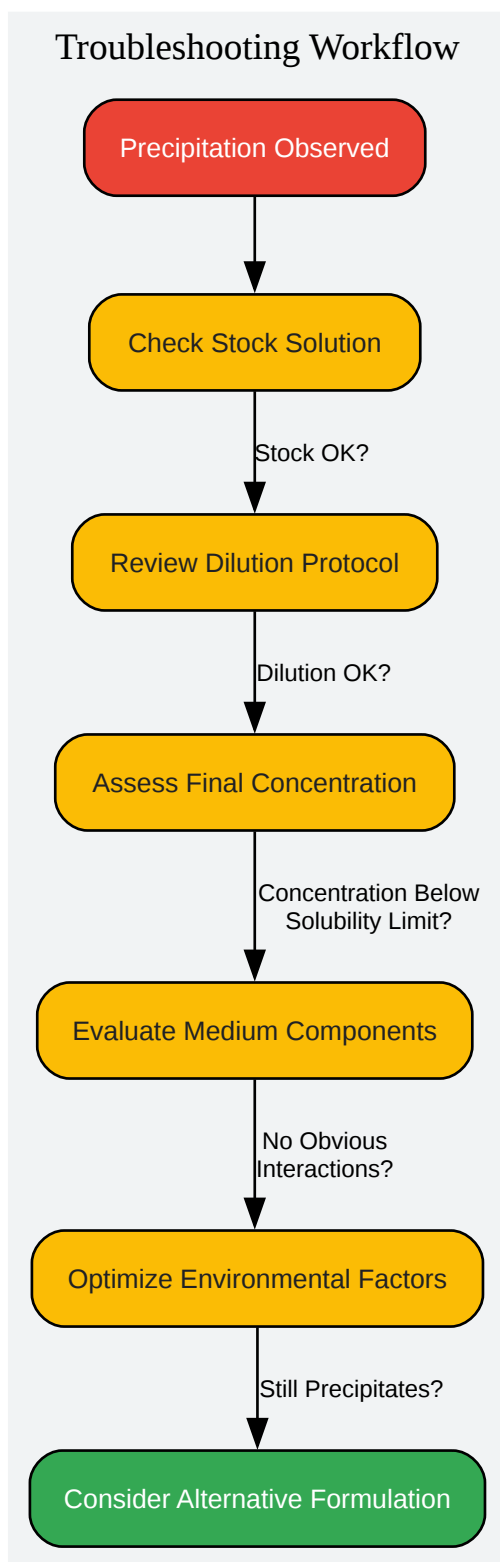 Troubleshooting Workflow
Precipitation Observed
Check Stock Solution
Stock OK?
Review Dilution Protocol
Dilution OK?
Assess Final Concentration
Concentration Below
Solubility Limit?
Evaluate Medium Components
No Obvious
Interactions?
Optimize Environmental Factors
Still Precipitates?
Consider Alternative Formulation